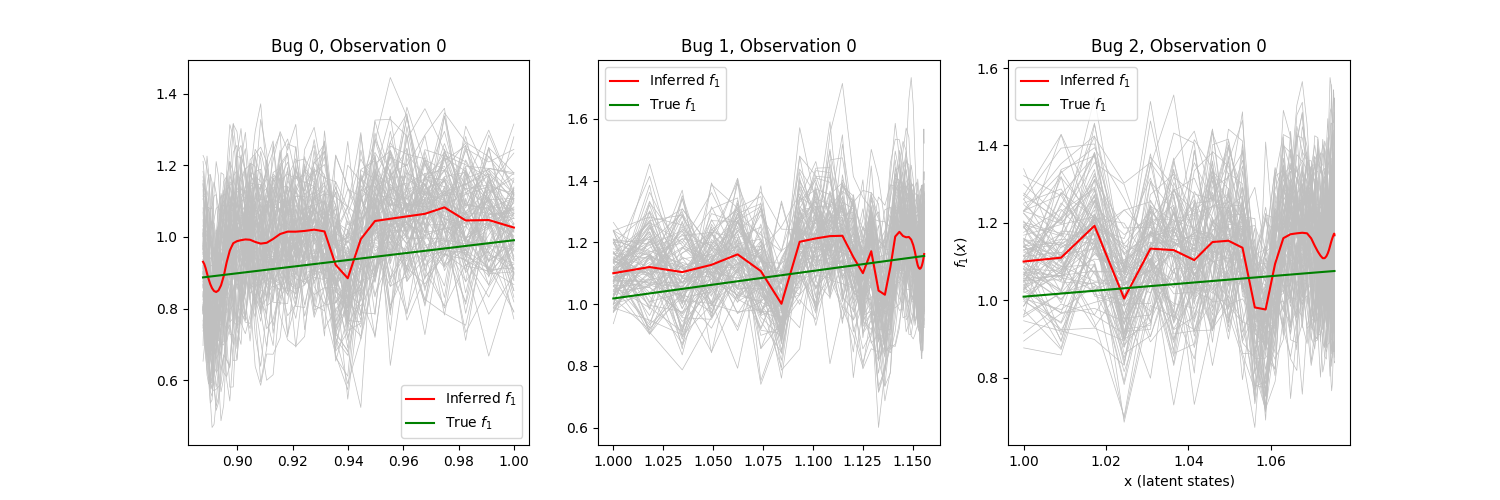 Bug 0, Observation 0
1.4
1.2
1.0
0.8
0.6
0.90 0.92 0.94 0.96 0.98 1.00
Inferred f₁
True f₁
Bug 1, Observation 0
Inferred f₁
True f₁
1.6
1.4
1.2
1.0
0.8
0.6
1.000 1.025 1.050 1.075 1.100 1.125 1.150
Bug 2, Observation 0
Inferred f₁
True f₁
1.6
1.4
1.2
1.0
0.8
f₁(x)
1.00 1.02 1.04 1.06
x (latent states)